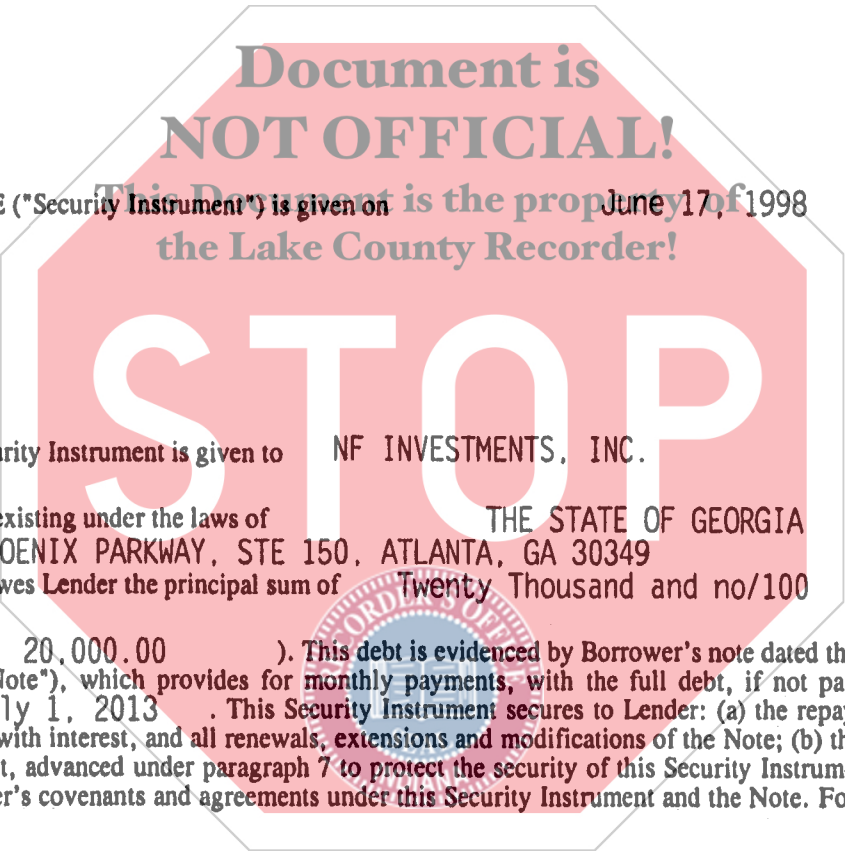 Document is
NOT OFFICIAL!
This Document is the property of
E ("Security Instrument") is given on June 17, 1998
the Lake County Recorder!
STOP
urity Instrument is given to NF INVESTMENTS, INC.
existing under the laws of THE STATE OF GEORGIA
OENIX PARKWAY, STE 150, ATLANTA, GA 30349
wes Lender the principal sum of Twenty Thousand and no/100
20,000.00 ). This debt is evidenced by Borrower's note dated th
Note"), which provides for monthly payments, with the full debt, if not pa
ly 1, 2013 . This Security Instrument secures to Lender: (a) the repay
with interest, and all renewals, extensions and modifications of the Note; (b) th
t, advanced under paragraph 7 to protect the security of this Security Instrum
er's covenants and agreements under this Security Instrument and the Note. Fo
RECORDER'S OFFICE
INDIANA